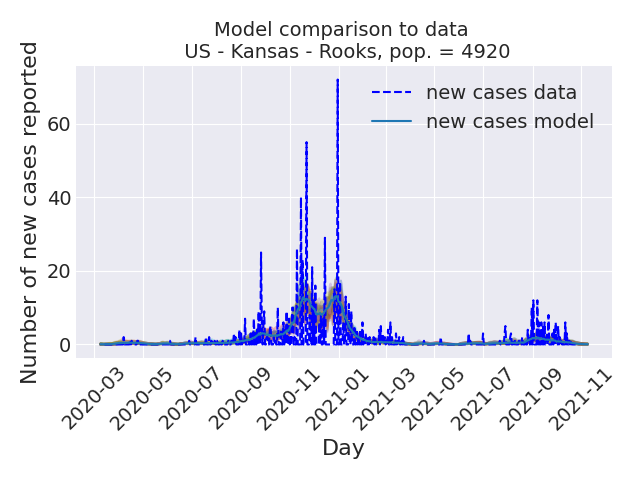 Model comparison to data
US - Kansas - Rooks, pop. = 4920
Number of new cases reported
60
40
20
0
new cases data
new cases model
2020-03
2020-05
2020-07
2020-09
2020-11
2021-01
2021-03
2021-05
2021-07
2021-09
2021-11
Day